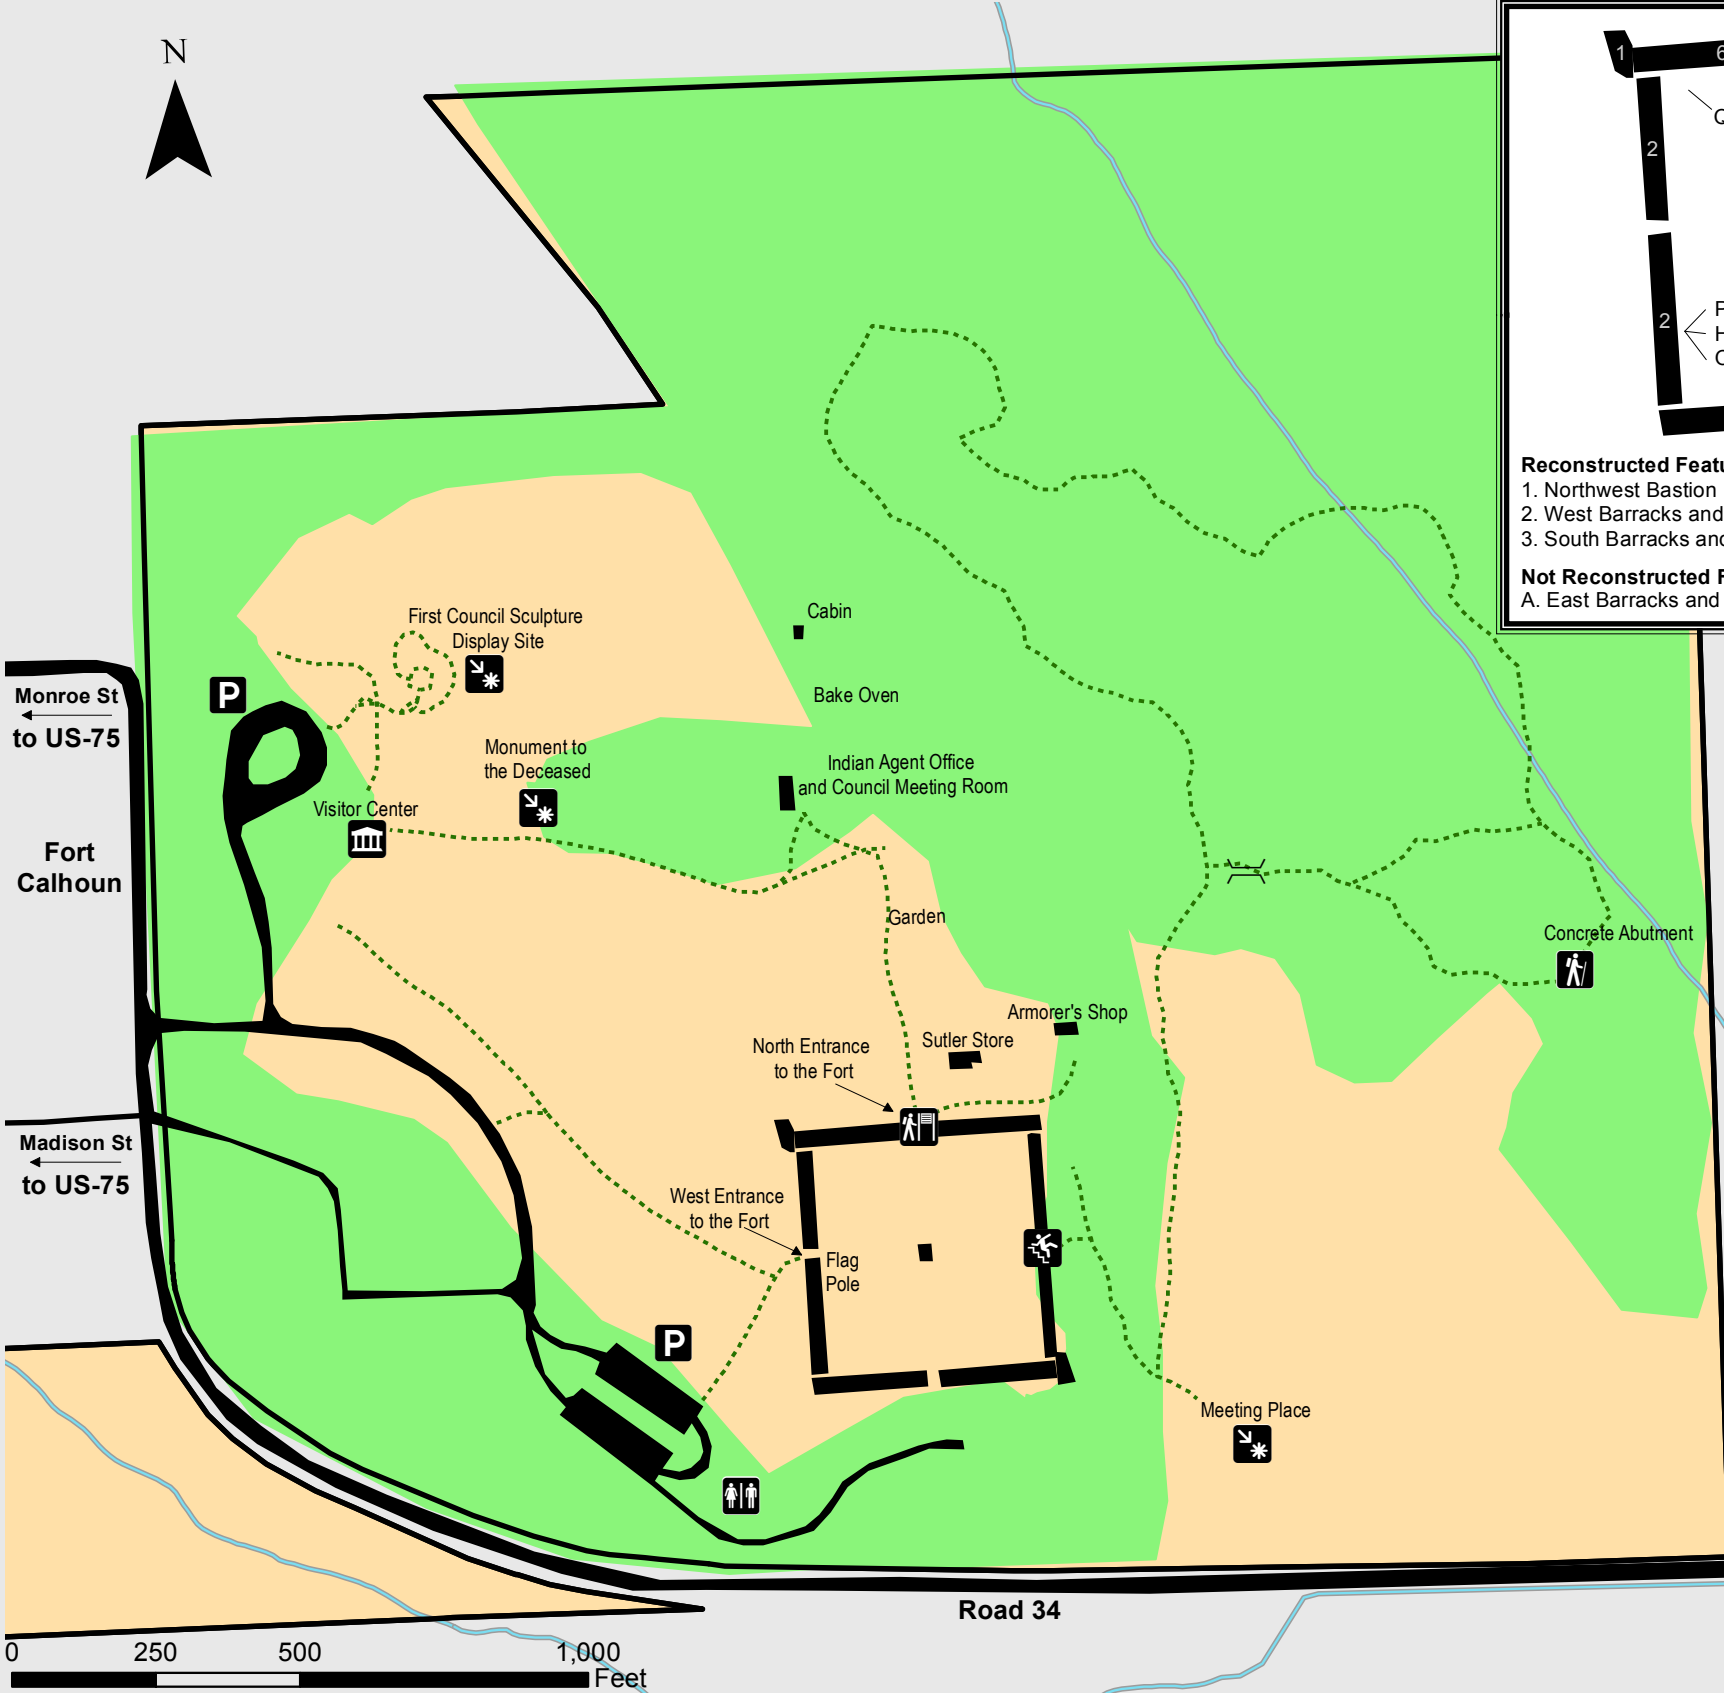 N
1
6
Q
2
2
F
H
C
Reconstructed Featu
1. Northwest Bastion
2. West Barracks and
3. South Barracks and
Not Reconstructed F
A. East Barracks and
Cabin
First Council Sculpture
Display Site
P
Monroe St
to US-75
Bake Oven
Monument to
the Deceased
Indian Agent Office
and Council Meeting Room
Visitor Center
Fort
Calhoun
Garden
Concrete Abutment
Armorer's Shop
Sutler Store
North Entrance
to the Fort
Madison St
to US-75
West Entrance
to the Fort
Flag
Pole
P
Meeting Place
Road 34
0 250 500 1,000
Feet